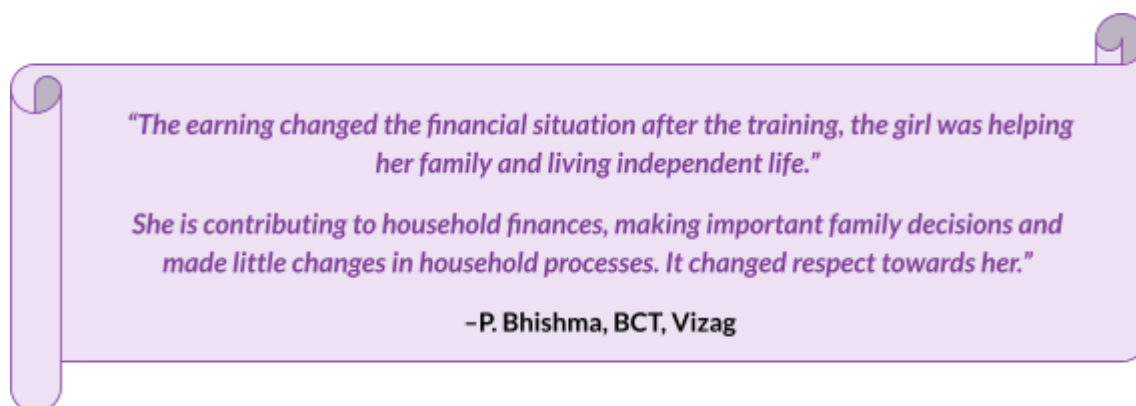 “The earning changed the financial situation after the training, the girl was helping
her family and living independent life.”
She is contributing to household finances, making important family decisions and
made little changes in household processes. It changed respect towards her.”
–P. Bhishma, BCT, Vizag